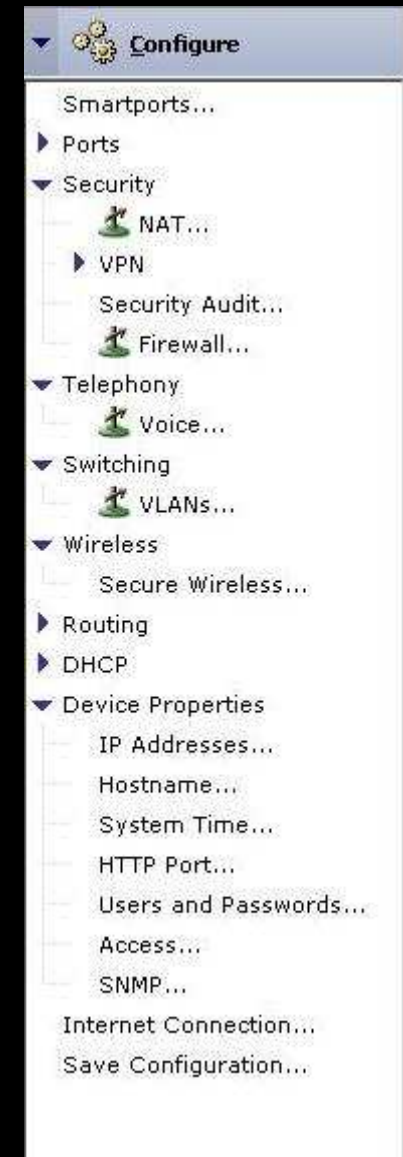 Configure
Smartports...
Ports
Security
NAT...
VPN
Security Audit...
Firewall...
Telephony
Voice...
Switching
VLANs...
Wireless
Secure Wireless...
Routing
DHCP
Device Properties
IP Addresses...
Hostname...
System Time...
HTTP Port...
Users and Passwords...
Access...
SNMP...
Internet Connection...
Save Configuration...